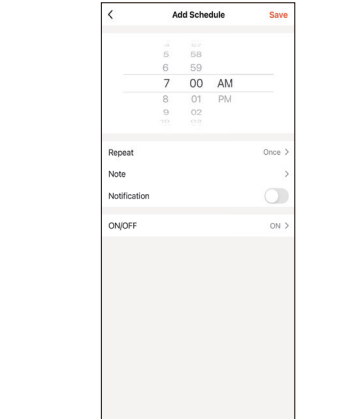 Add Schedule Save
5 58
6 59
7 00 AM
8 01 PM
9 02
Repeat Once
Note
Notification
ON/OFF ON